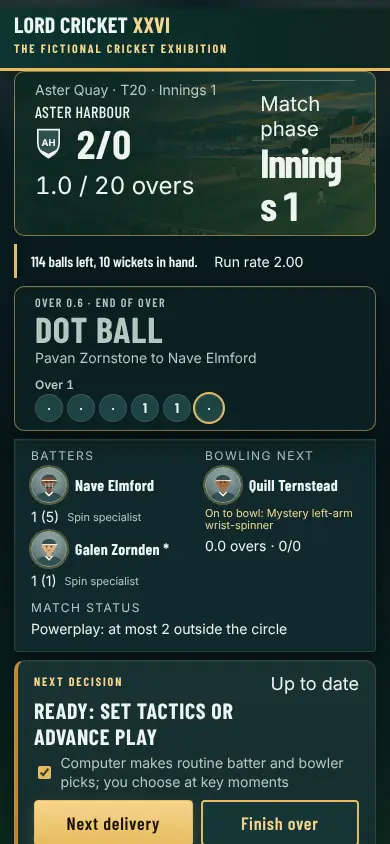 LORD CRICKET XXVI
THE FICTIONAL CRICKET EXHIBITION
Aster Quay · T20 · Innings 1
ASTER HARBOUR
AH 2/0
1.0 / 20 overs
Match
phase
Inning
s 1
114 balls left, 10 wickets in hand. Run rate 2.00
OVER 0.6 · END OF OVER
DOT BALL
Pavan Zornstone to Nave Elmford
Over 1
· · · 1 1 ·
BATTERS
Nave Elmford
1 (5) Spin specialist
Galen Zornden *
1 (1) Spin specialist
BOWLING NEXT
Quill Ternstead
On to bowl: Mystery left-arm
wrist-spinner
0.0 overs · 0/0
MATCH STATUS
Powerplay: at most 2 outside the circle
NEXT DECISION
Up to date
READY: SET TACTICS OR
ADVANCE PLAY
Computer makes routine batter and bowler
picks; you choose at key moments
Next delivery
Finish over